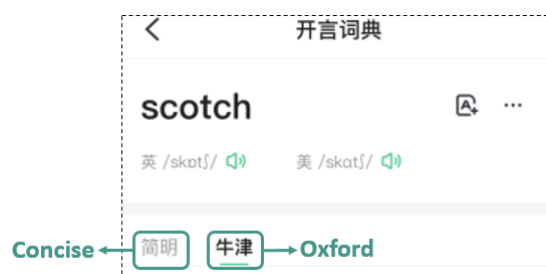 开言词典
scotch
英 /skɒtʃ/ 美 /skɑtʃ/
Concise 简明 牛津 Oxford